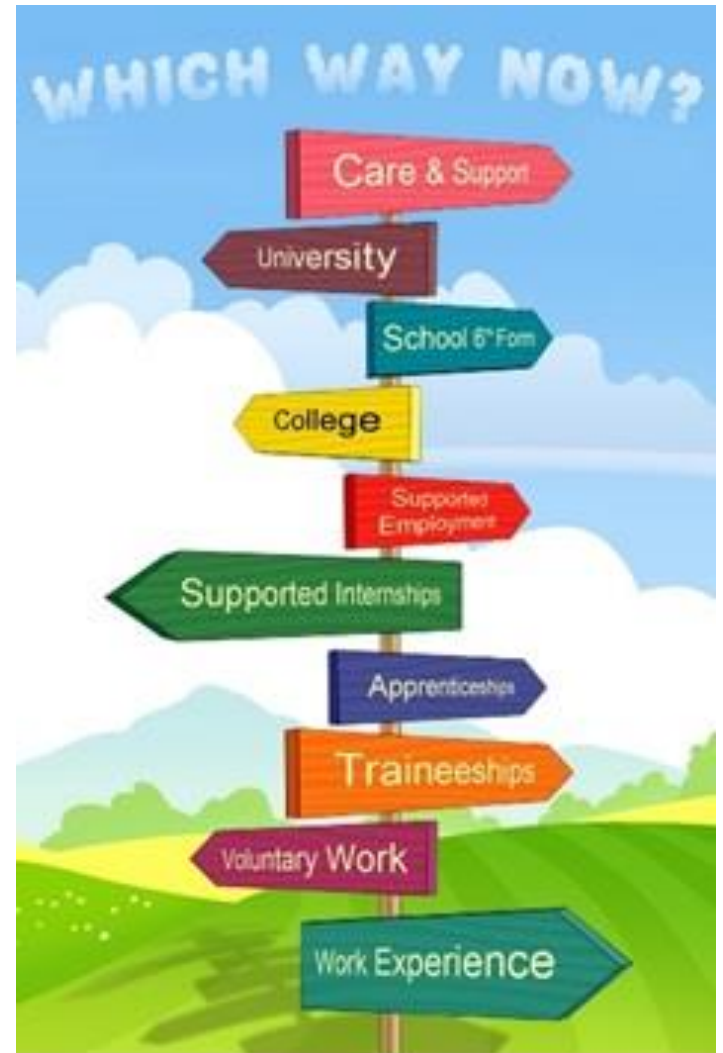 WHICH WAY NOW?
Care & Support
University
School 6th Form
College
Supported
Employment
Supported Internships
Apprenticeships
Traineeships
Voluntary Work
Work Experience